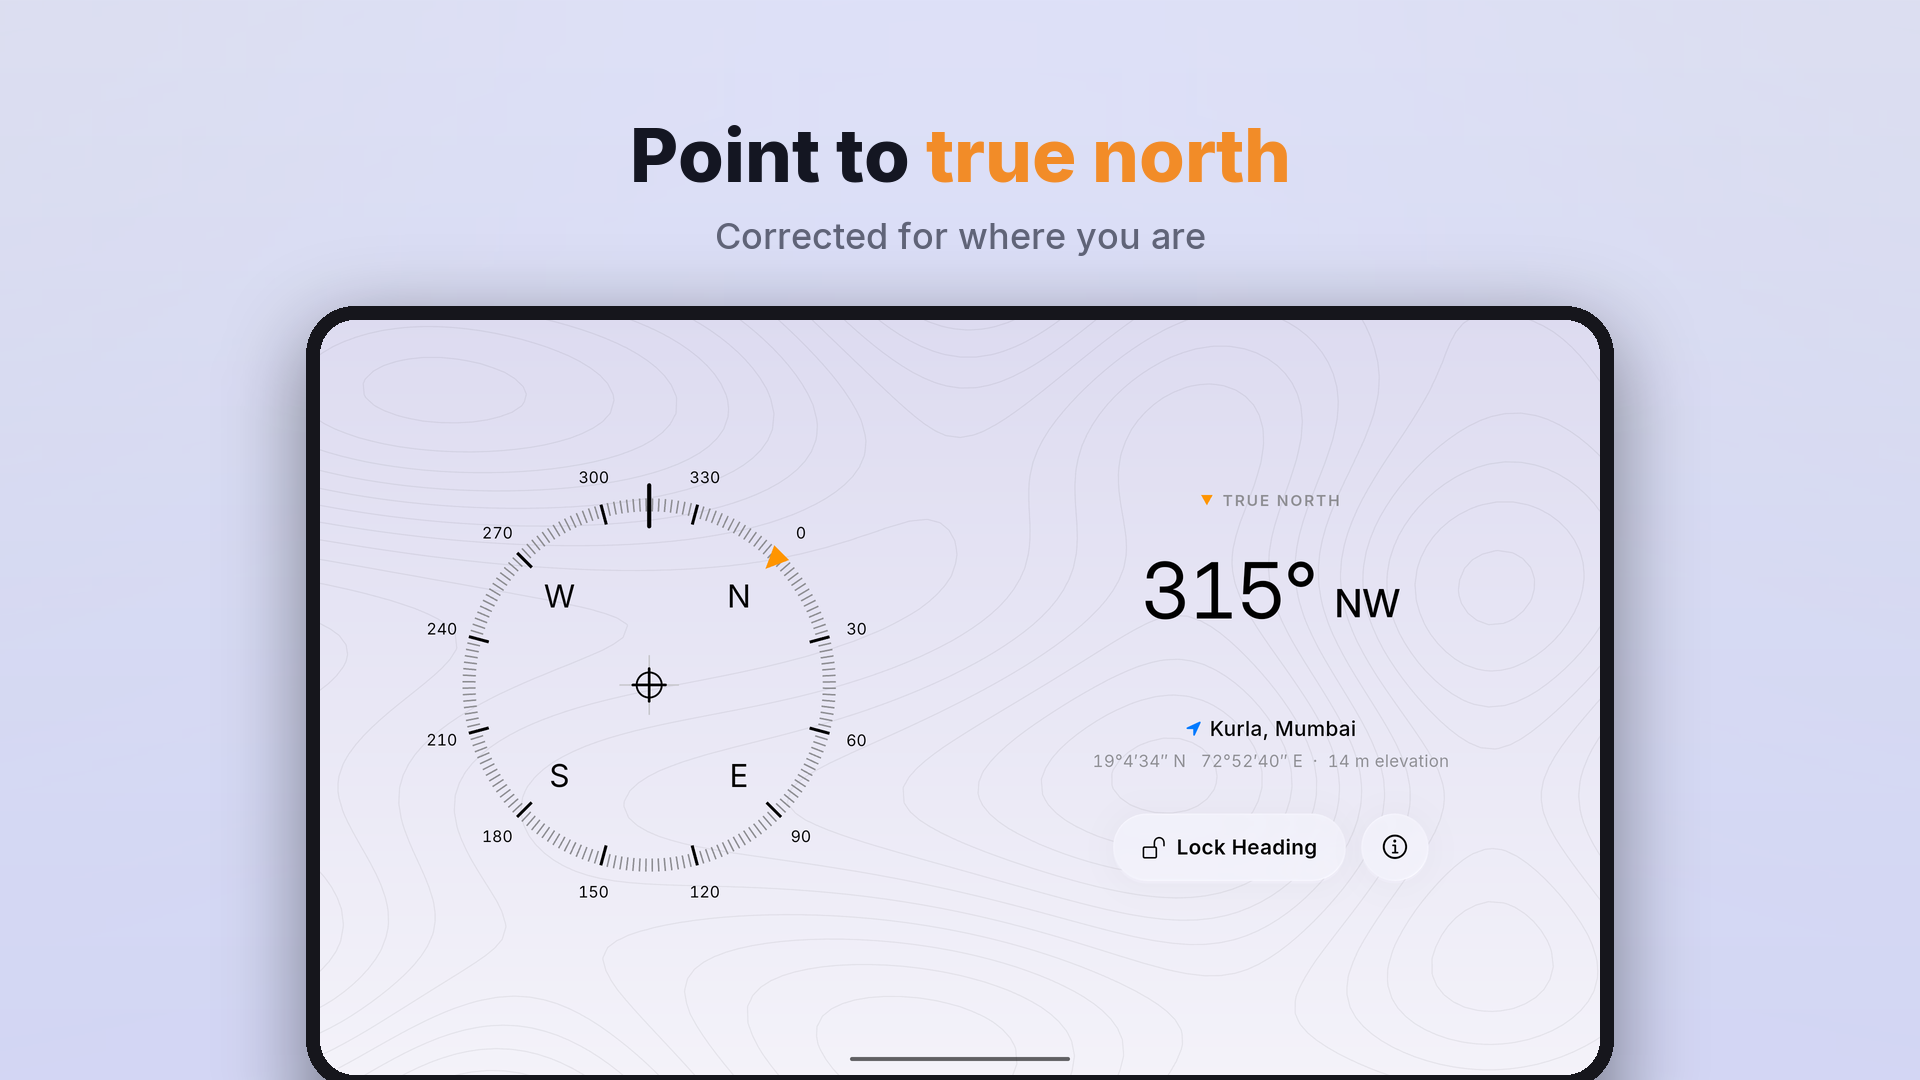 Point to true north
Corrected for where you are
300
330
270
0
W
N
240
30
210
60
S
E
180
90
150
120
TRUE NORTH
315° NW
Kurla, Mumbai
19°4′34″ N 72°52′40″ E · 14 m elevation
Lock Heading